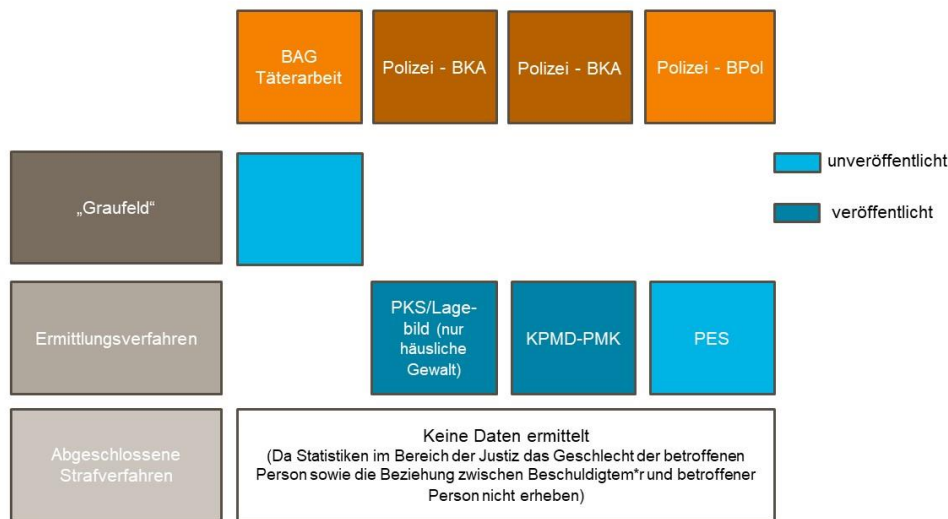 BAG
Täterarbeit
Polizei - BKA
Polizei - BKA
Polizei - BPol
„Graufeld“
unveröffentlicht
veröffentlicht
Ermittlungsverfahren
PKS/Lage-
bild (nur
häusliche
Gewalt)
KPMD-PMK
PES
Abgeschlossene
Strafverfahren
Keine Daten ermittelt
(Da Statistiken im Bereich der Justiz das Geschlecht der betroffenen
Person sowie die Beziehung zwischen Beschuldigtem*r und betroffener
Person nicht erheben)